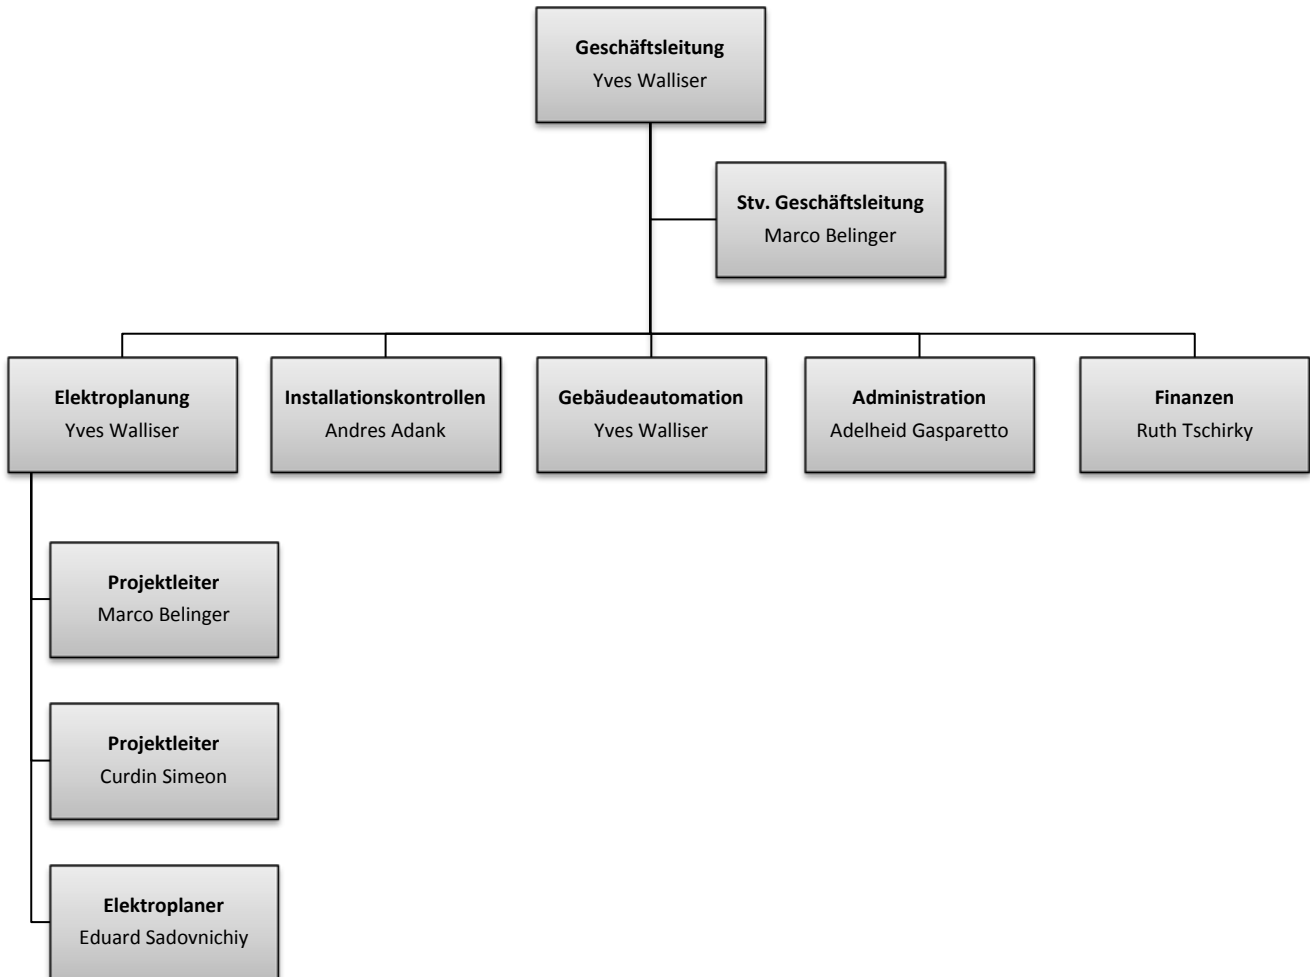 Geschäftsleitung
Yves Walliser
Stv. Geschäftsleitung
Marco Belinger
Elektroplanung
Yves Walliser
Installationskontrollen
Andres Adank
Gebäudeautomation
Yves Walliser
Administration
Adelheid Gasparetto
Finanzen
Ruth Tschirky
Projektleiter
Marco Belinger
Projektleiter
Curdin Simeon
Elektroplaner
Eduard Sadovnichiy